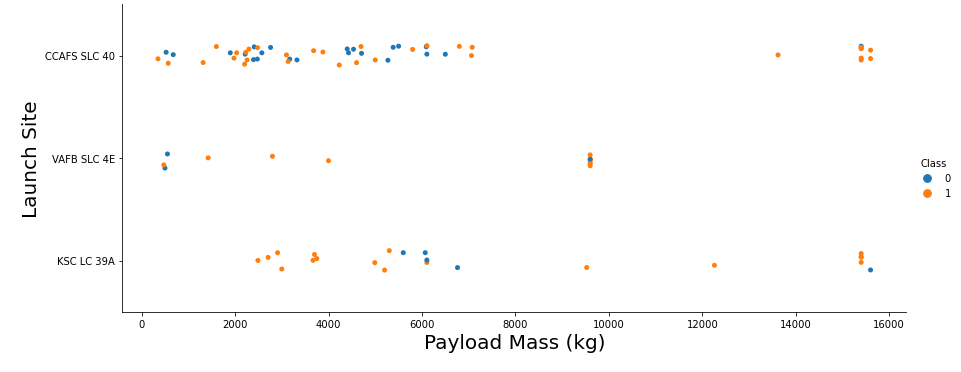 CCAFS SLC 40
VAFB SLC 4E
KSC LC 39A
Launch Site
0 2000 4000 6000 8000 10000 12000 14000 16000
Payload Mass (kg)
Class
0
1